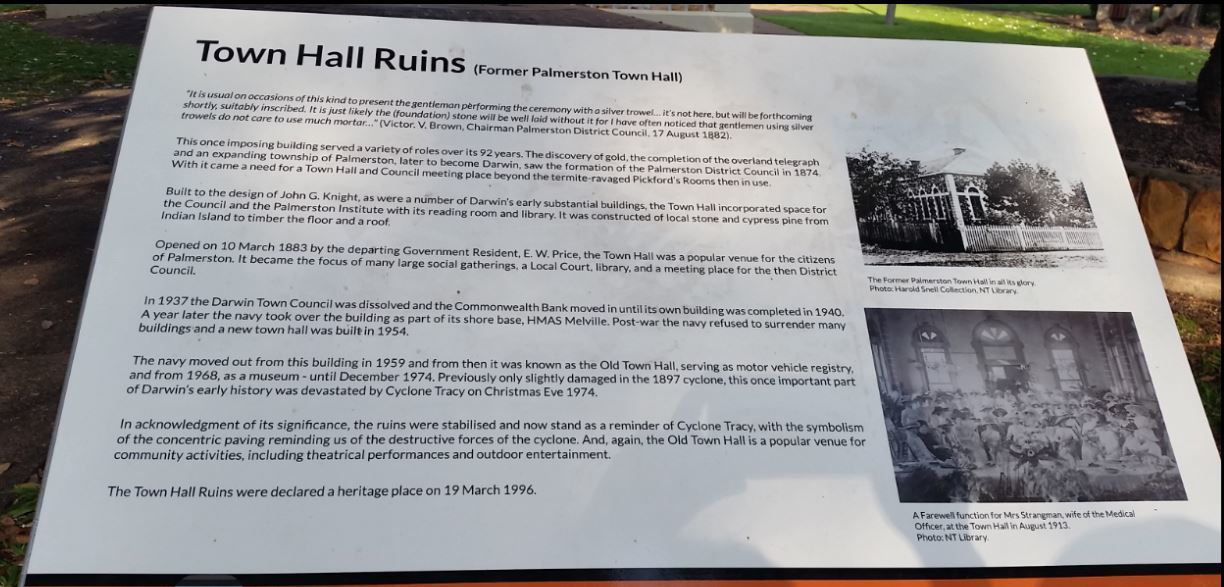 Town Hall Ruins (Former Palmerston Town Hall)
"It is usual on occasions of this kind to present the gentleman performing the ceremony with a silver trowel... it's not here, but will be forthcoming
shortly, suitably inscribed. It is just likely the (foundation) stone will be well laid without it for I have often noticed that gentlemen using silver
trowels do not care to use much mortar..." (Victor. V. Brown, Chairman Palmerston District Council, 17 August 1882).
This once imposing building served a variety of roles over its 92 years. The discovery of gold, the completion of the overland telegraph
and an expanding township of Palmerston, later to become Darwin, saw the formation of the Palmerston District Council in 1874.
With it came a need for a Town Hall and Council meeting place beyond the termite-ravaged Pickford's Rooms then in use.
Built to the design of John G. Knight, as were a number of Darwin's early substantial buildings, the Town Hall incorporated space for
the Council and the Palmerston Institute with its reading room and library. It was constructed of local stone and cypress pine from
Indian Island to timber the floor and a roof.
Opened on 10 March 1883 by the departing Government Resident, E. W. Price, the Town Hall was a popular venue for the citizens
of Palmerston. It became the focus of many large social gatherings, a Local Court, library, and a meeting place for the then District
Council.
In 1937 the Darwin Town Council was dissolved and the Commonwealth Bank moved in until its own building was completed in 1940.
A year later the navy took over the building as part of its shore base, HMAS Melville. Post-war the navy refused to surrender many
buildings and a new town hall was built in 1954.
The navy moved out from this building in 1959 and from then it was known as the Old Town Hall, serving as motor vehicle registry,
and from 1968, as a museum - until December 1974. Previously only slightly damaged in the 1897 cyclone, this once important part
of Darwin's early history was devastated by Cyclone Tracy on Christmas Eve 1974.
In acknowledgment of its significance, the ruins were stabilised and now stand as a reminder of Cyclone Tracy, with the symbolism
of the concentric paving reminding us of the destructive forces of the cyclone. And, again, the Old Town Hall is a popular venue for
community activities, including theatrical performances and outdoor entertainment.
The Town Hall Ruins were declared a heritage place on 19 March 1996.
The Former Palmerston Town Hall in all its glory.
Photo: Harold Snell Collection, NT Library.
A Farewell function for Mrs Strangman, wife of the Medical
Officer, at the Town Hall in August 1913.
Photo: NT Library.